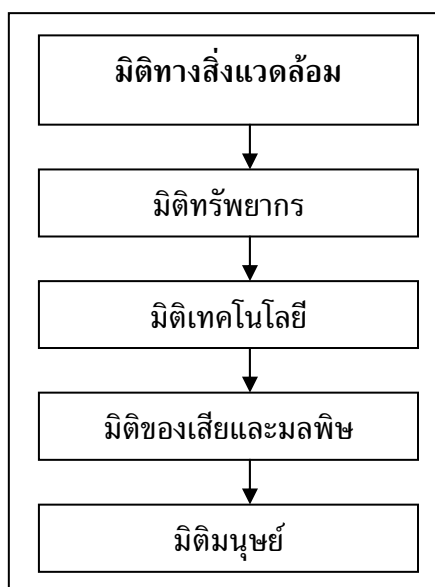 มิติทางสิ่งแวดล้อม
มิติทรัพยากร
มิติเทคโนโลยี
มิติของเสียและมลพิษ
มิติมนุษย์